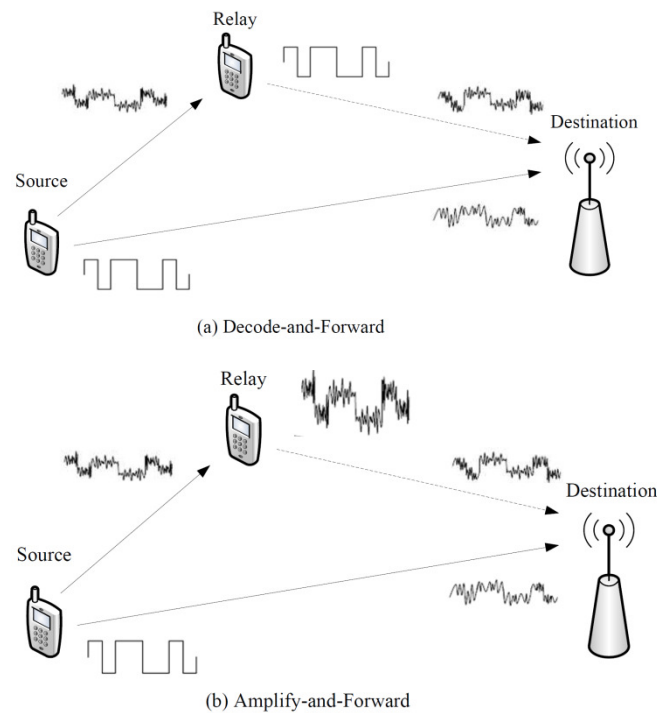 Relay
Destination
Source
(a) Decode-and-Forward
Relay
Destination
Source
(b) Amplify-and-Forward